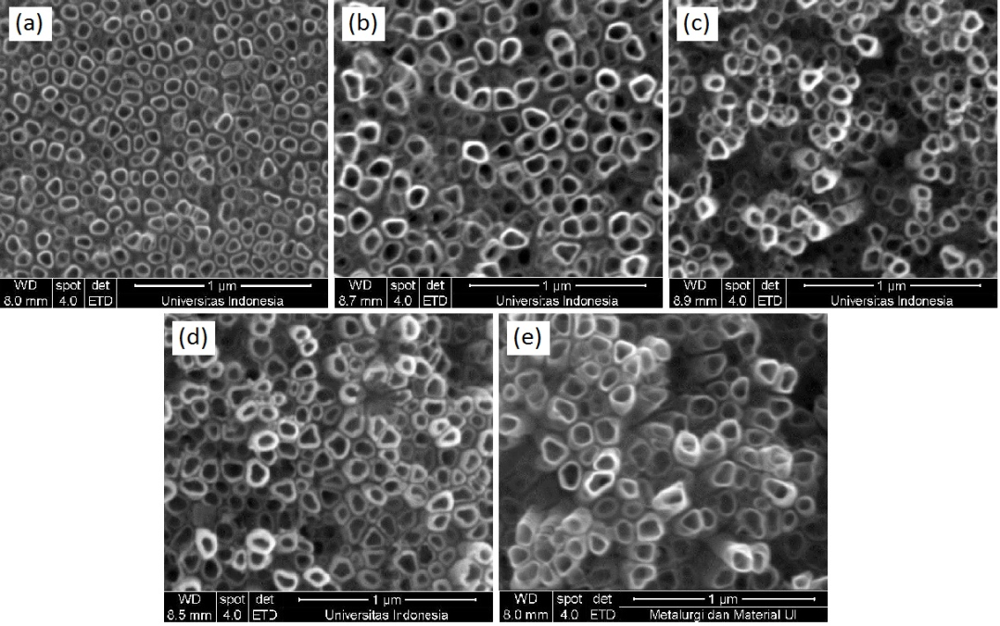 (a)
WD spot det 1 µm
8.0 mm 4.0 ETD Universitas Indonesia
(b)
WD spot det 1 µm
8.7 mm 4.0 ETD Universitas Indonesia
(c)
WD spot det 1 µm
8.9 mm 4.0 ETD Universitas Indonesia
(d)
WD spot det 1 µm
8.5 mm 4.0 ETD Universitas Indonesia
(e)
WD spot det 1 µm
8.0 mm 4.0 ETD Metalurgi dan Material UI